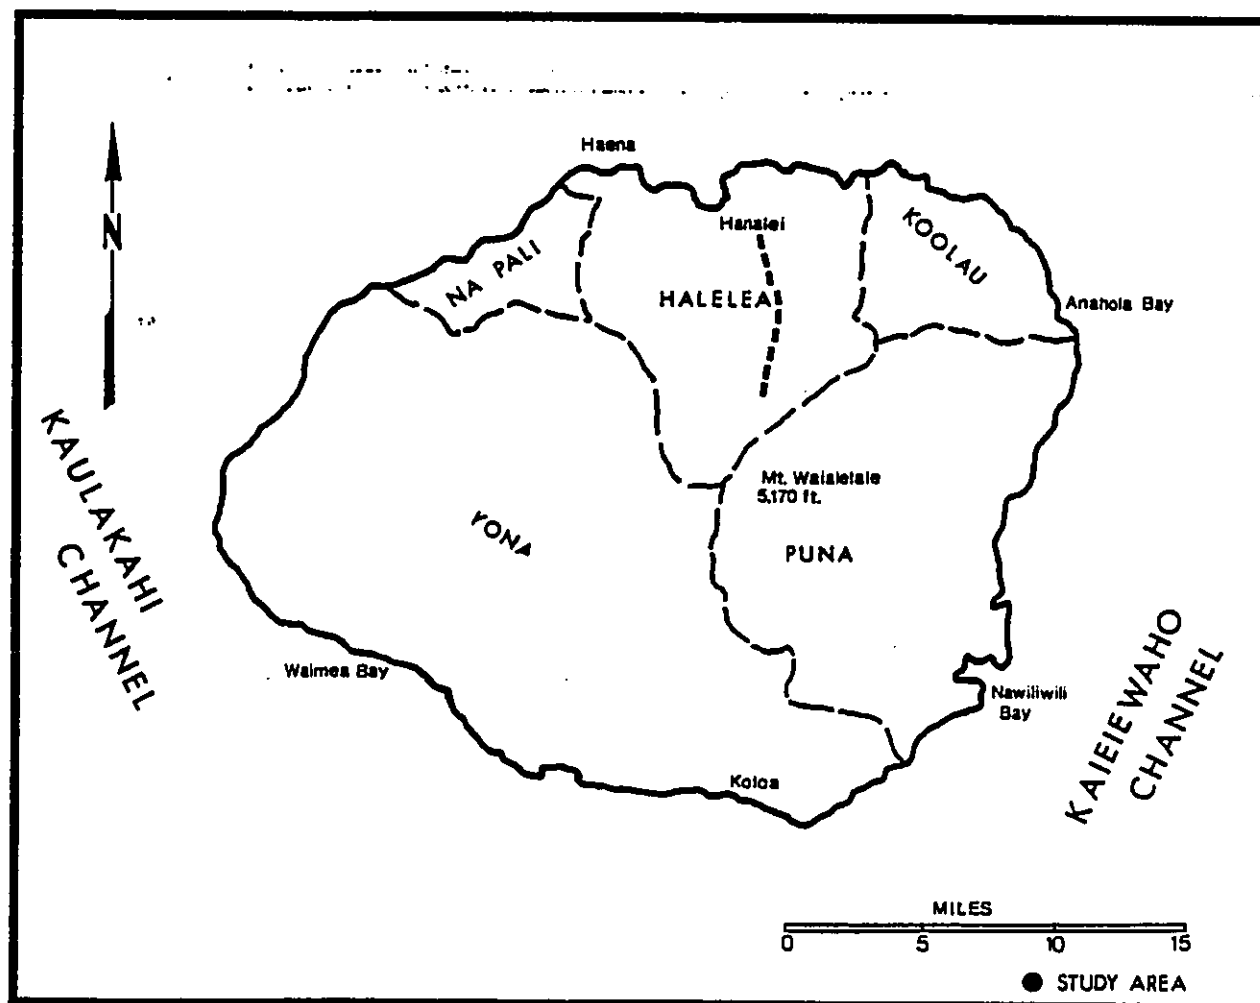 Haena
N
Hanalei
KOOLAU
NA PALI
HALELEA
Anahola Bay
KAULAKAHI
CHANNEL
Mt. Waialeale
5,170 ft.
KONA
PUNA
Waimea Bay
Nawiliwili
Bay
KAIEIEWAHO
CHANNEL
Koloa
MILES
0 5 10 15
STUDY AREA